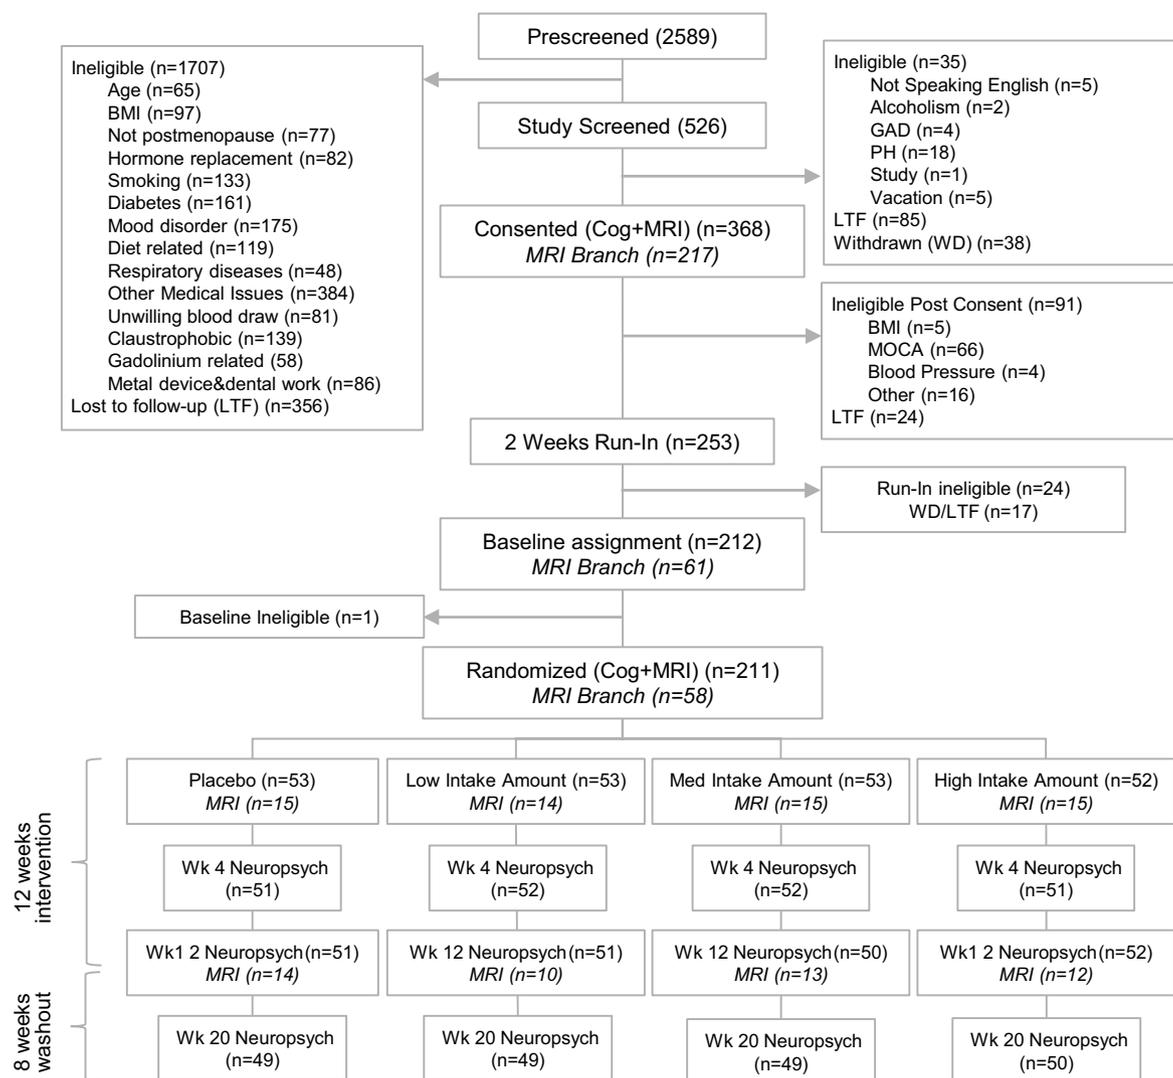 Prescreened (2589)
Ineligible (n=1707)
Age (n=65)
BMI (n=97)
Not postmenopause (n=77)
Hormone replacement (n=82)
Smoking (n=133)
Diabetes (n=161)
Mood disorder (n=175)
Diet related (n=119)
Respiratory diseases (n=48)
Other Medical Issues (n=384)
Unwilling blood draw (n=81)
Claustrophobic (n=139)
Gadolinium related (58)
Metal device&dental work (n=86)
Lost to follow-up (LTF) (n=356)
Study Screened (526)
Ineligible (n=35)
Not Speaking English (n=5)
Alcoholism (n=2)
GAD (n=4)
PH (n=18)
Study (n=1)
Vacation (n=5)
LTF (n=85)
Withdrawn (WD) (n=38)
Consented (Cog+MRI) (n=368)
MRI Branch (n=217)
Ineligible Post Consent (n=91)
BMI (n=5)
MOCA (n=66)
Blood Pressure (n=4)
Other (n=16)
LTF (n=24)
2 Weeks Run-In (n=253)
Run-In ineligible (n=24)
WD/LTF (n=17)
Baseline assignment (n=212)
MRI Branch (n=61)
Baseline Ineligible (n=1)
Randomized (Cog+MRI) (n=211)
MRI Branch (n=58)
12 weeks
intervention
Placebo (n=53)
MRI (n=15)
Low Intake Amount (n=53)
MRI (n=14)
Med Intake Amount (n=53)
MRI (n=15)
High Intake Amount (n=52)
MRI (n=15)
Wk 4 Neuropsych
(n=51)
Wk 4 Neuropsych
(n=52)
Wk 4 Neuropsych
(n=52)
Wk 4 Neuropsych
(n=51)
Wk1 2 Neuropsych(n=51)
MRI (n=14)
Wk 12 Neuropsych(n=51)
MRI (n=10)
Wk 12 Neuropsych(n=50)
MRI (n=13)
Wk1 2 Neuropsych(n=52)
MRI (n=12)
8 weeks
washout
Wk 20 Neuropsych
(n=49)
Wk 20 Neuropsych
(n=49)
Wk 20 Neuropsych
(n=49)
Wk 20 Neuropsych
(n=50)